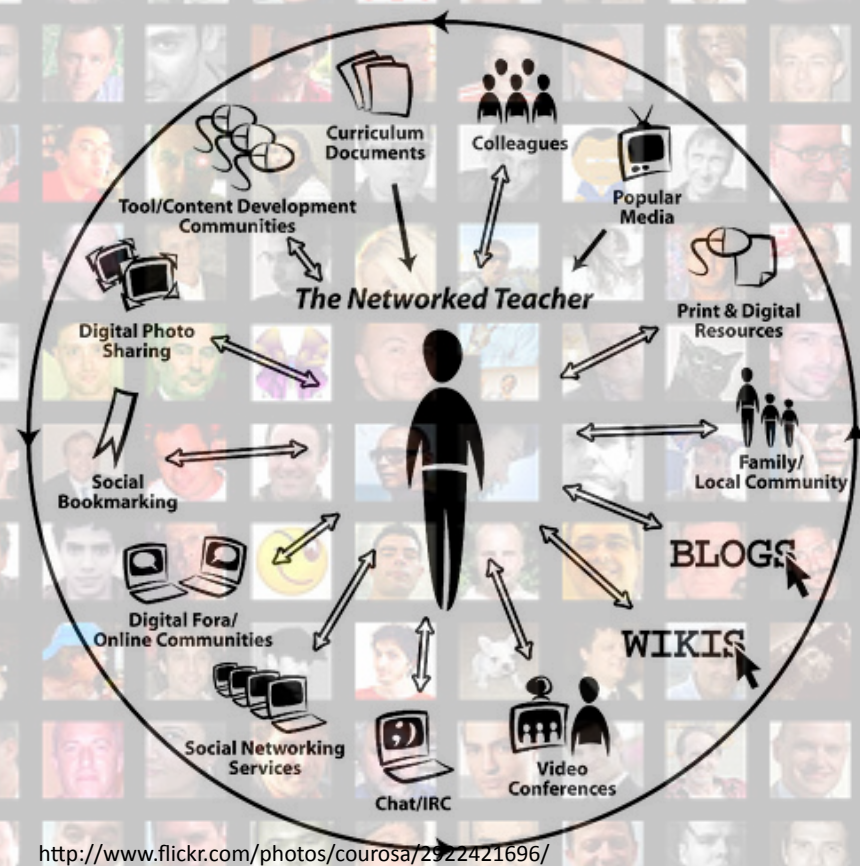 Curriculum
Documents
Colleagues
Popular
Media
Tool/Content Development
Communities
The Networked Teacher
Print & Digital
Resources
Digital Photo
Sharing
Family/
Local Community
Social
Bookmarking
BLOGS
Digital Fora/
Online Communities
WIKIS
Social Networking
Services
Chat/IRC
Video
Conferences
http://www.flickr.com/photos/courosa/2922421696/